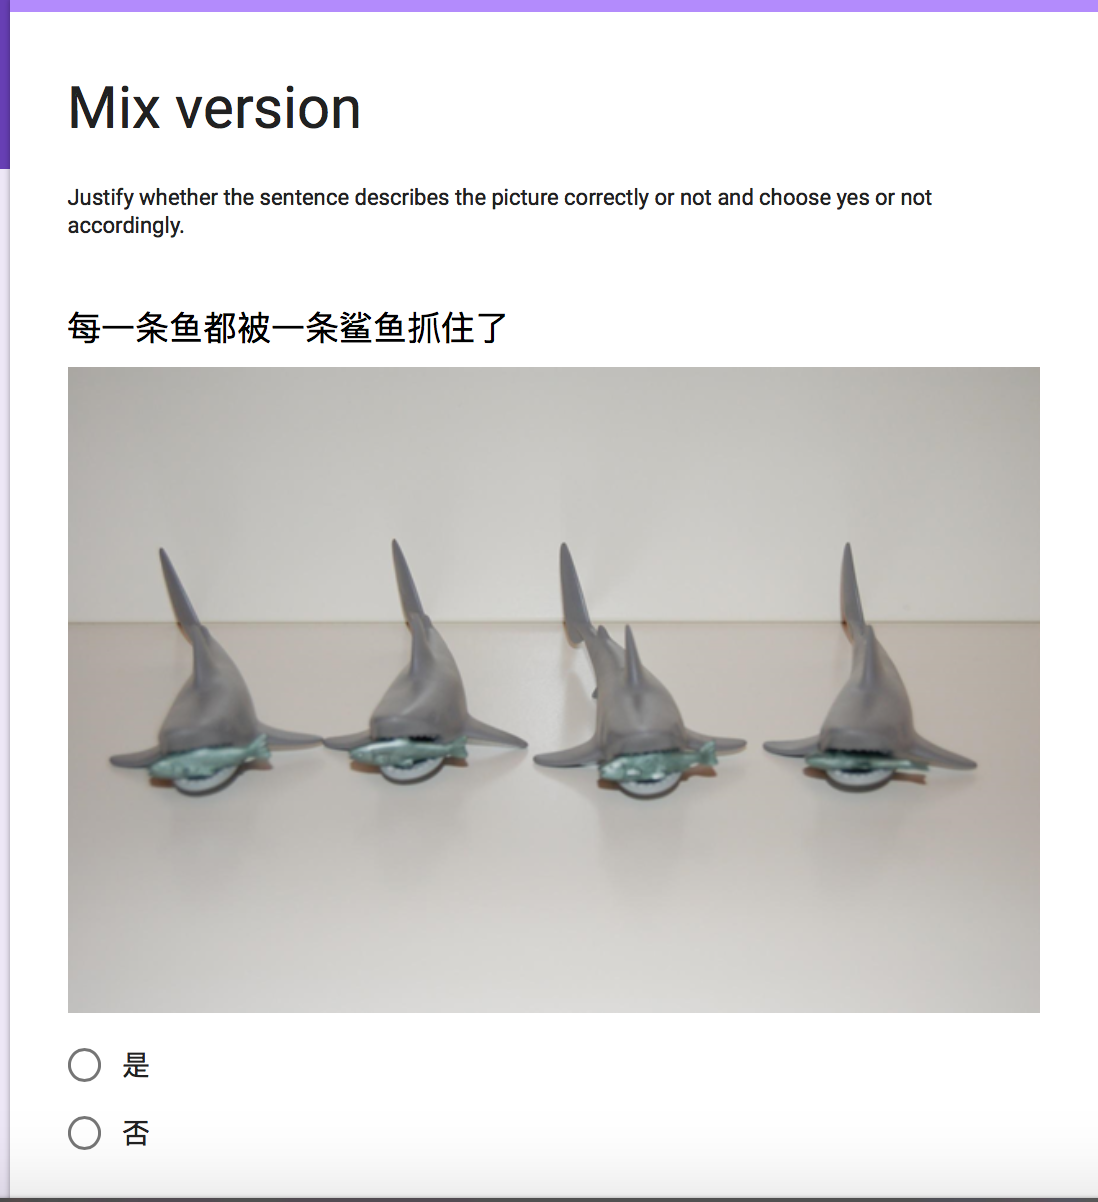 Mix version
Justify whether the sentence describes the picture correctly or not and choose yes or not
accordingly.
每一条鱼都被一条鲨鱼抓住了
是
否